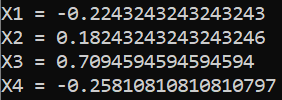 X1 = -0.2243243243243243
X2 = 0.18243243243243246
X3 = 0.7094594594594594
X4 = -0.25810810810810797